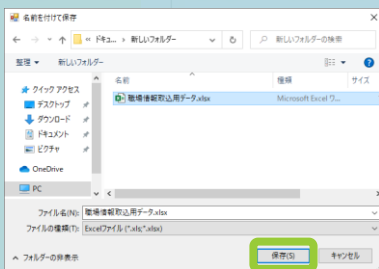 名前を付けて保存
« ドキュ... › 新しいフォルダー
新しいフォルダーの検索
整理 新しいフォルダー
名前 種類 サイズ
クイック アクセス
デスクトップ
ダウンロード
ドキュメント
ピクチャ
OneDrive
PC
職場情報取込用データ.xlsx Microsoft Excel ワ...
ファイル名(N): 職場情報取込用データ.xlsx
ファイルの種類(T): Excelファイル (*.xls;*.xlsx)
フォルダーの非表示
保存(S) キャンセル